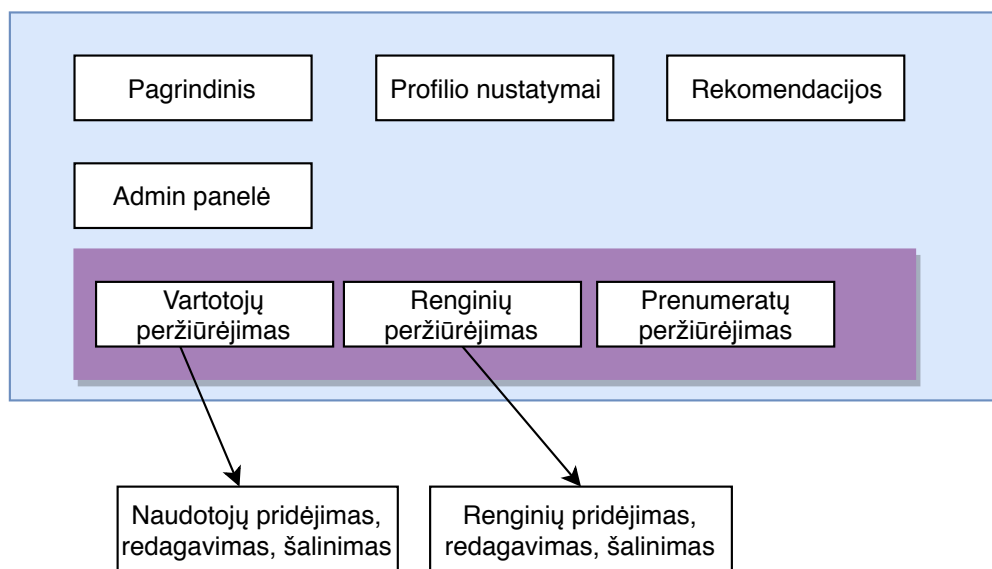 Pagrindinis
Profilio nustatymai
Rekomendacijos
Admin panelė
Vartotojų
peržiūrėjimas
Renginių
peržiūrėjimas
Prenumeratų
peržiūrėjimas
Naudotojų pridėjimas,
redagavimas, šalinimas
Renginių pridėjimas,
redagavimas, šalinimas